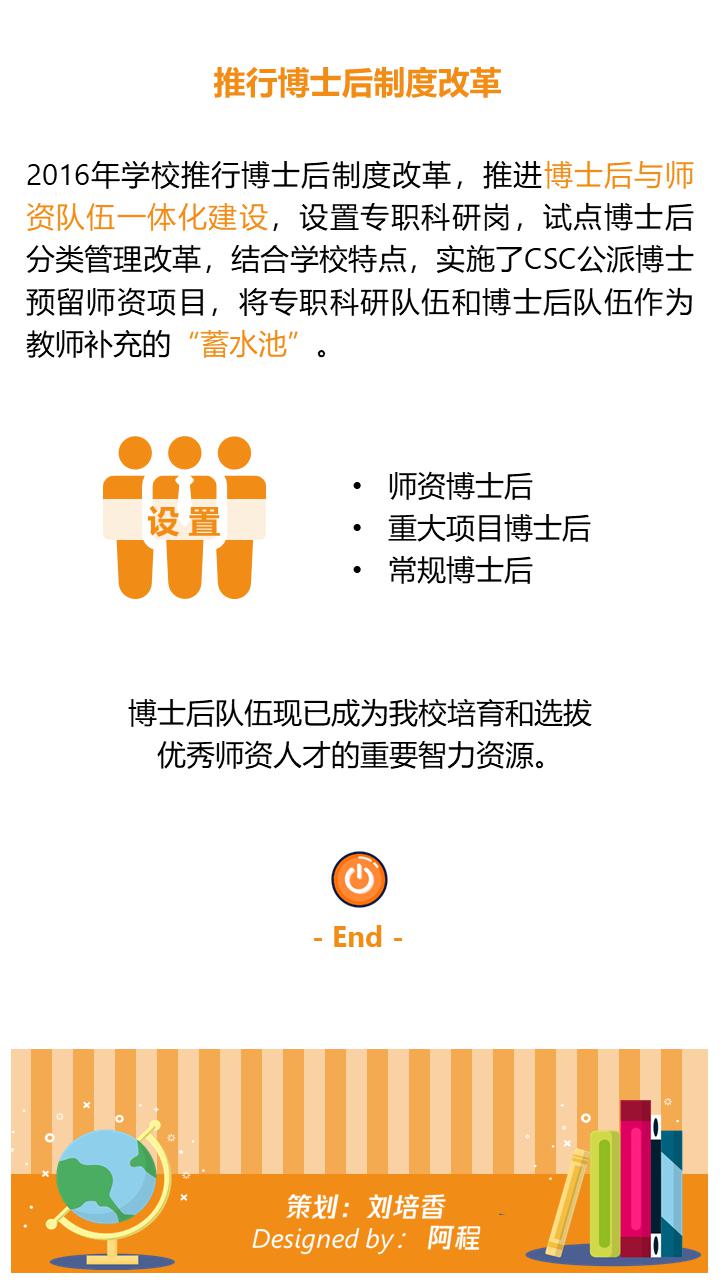 推行博士后制度改革
2016年学校推行博士后制度改革，推进博士后与师
资队伍一体化建设，设置专职科研岗，试点博士后
分类管理改革，结合学校特点，实施了CSC公派博士
预留师资项目，将专职科研队伍和博士后队伍作为
教师补充的“蓄水池”。
设置
• 师资博士后
• 重大项目博士后
• 常规博士后
博士后队伍现已成为我校培育和选拔
优秀师资人才的重要智力资源。
- End -
策划：刘培香
Designed by：阿程